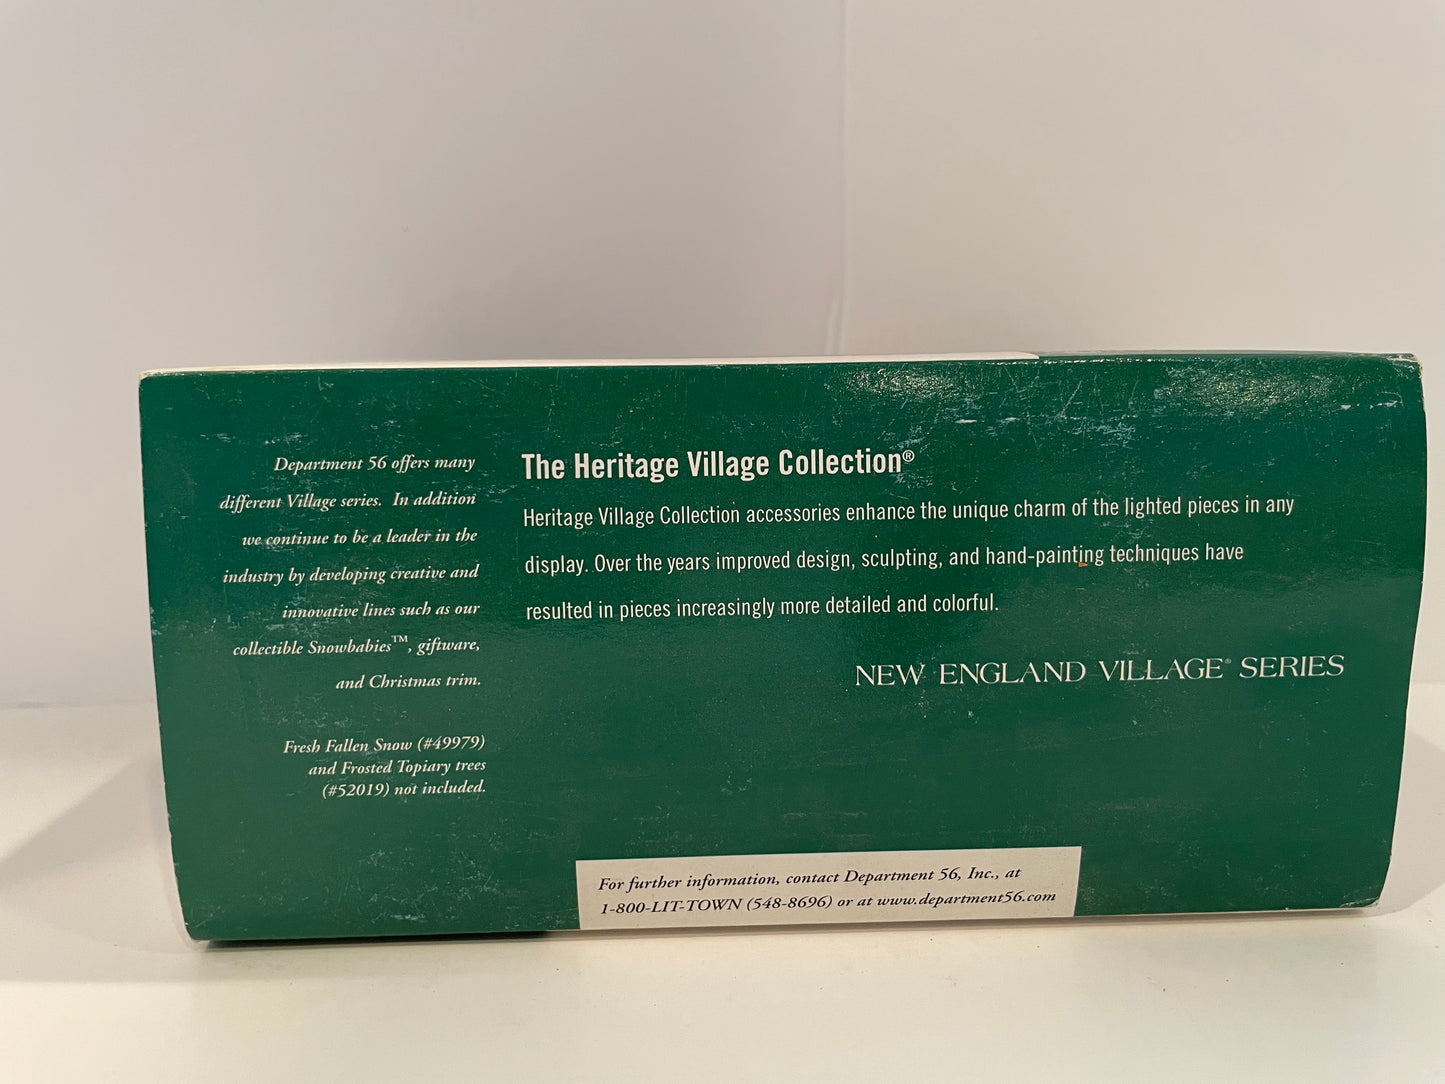 Department 56 offers many
different Village series. In addition
we continue to be a leader in the
industry by developing creative and
innovative lines such as our
collectible Snowbabies™, giftware,
and Christmas trim.
Fresh Fallen Snow (#49979)
and Frosted Topiary trees
(#52019) not included.
The Heritage Village Collection®
Heritage Village Collection accessories enhance the unique charm of the lighted pieces in any
display. Over the years improved design, sculpting, and hand-painting techniques have
resulted in pieces increasingly more detailed and colorful.
NEW ENGLAND VILLAGE® SERIES
For further information, contact Department 56, Inc., at
1-800-LIT-TOWN (548-8696) or at www.department56.com